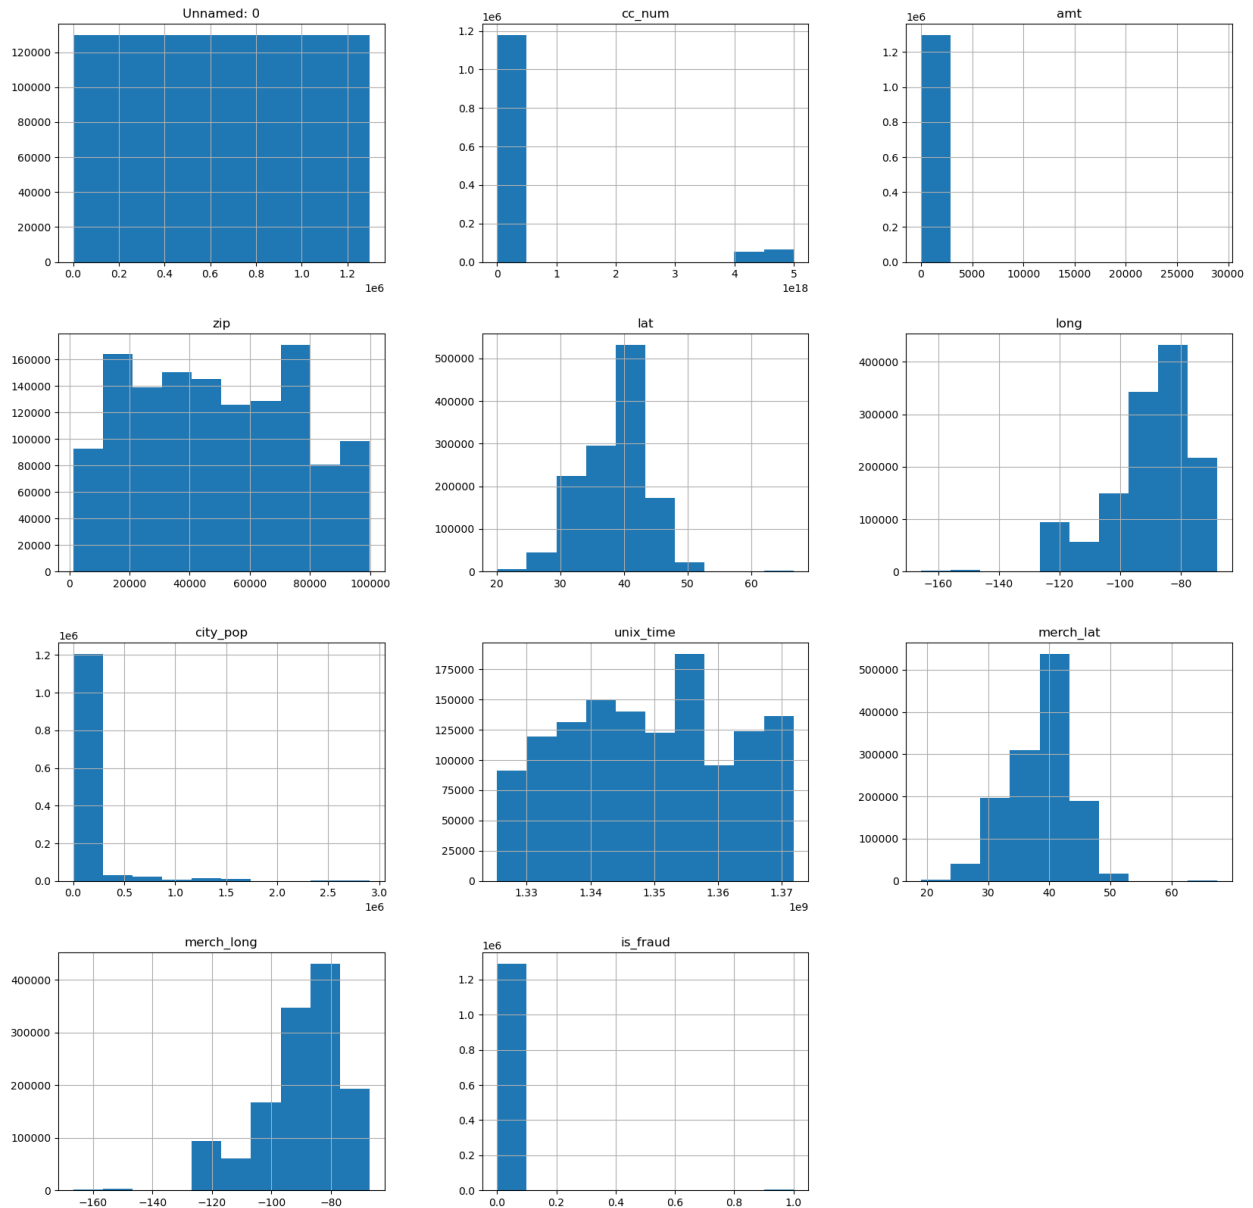 Unnamed: 0 cc_num amt
1e6 1e6
120000 1.2 1.2
100000 1.0 1.0
80000 0.8 0.8
60000 0.6 0.6
40000 0.4 0.4
20000 0.2 0.2
0 0.0 0.0
0.0 0.2 0.4 0.6 0.8 1.0 1.2 0 1 2 3 4 5 0 5000 10000 15000 20000 25000 30000
1e6 1e18
zip lat long
160000 500000 400000
140000
120000 400000 300000
100000 300000
80000 200000
60000 200000
40000 100000 100000
20000
0 0 0
0 20000 40000 60000 80000 100000 20 30 40 50 60 −160 −140 −120 −100 −80
city_pop unix_time merch_lat
1e6
1.2 175000 500000
1.0 150000 400000
0.8 125000
0.6 100000 300000
0.4 75000 200000
50000
0.2 25000 100000
0.0 0 0
0.0 0.5 1.0 1.5 2.0 2.5 3.0 1.33 1.34 1.35 1.36 1.37 20 30 40 50 60
1e6 1e9
merch_long is_fraud
1e6
400000 1.2
1.0
300000 0.8
200000 0.6
0.4
100000 0.2
0 0.0
−160 −140 −120 −100 −80 0.0 0.2 0.4 0.6 0.8 1.0